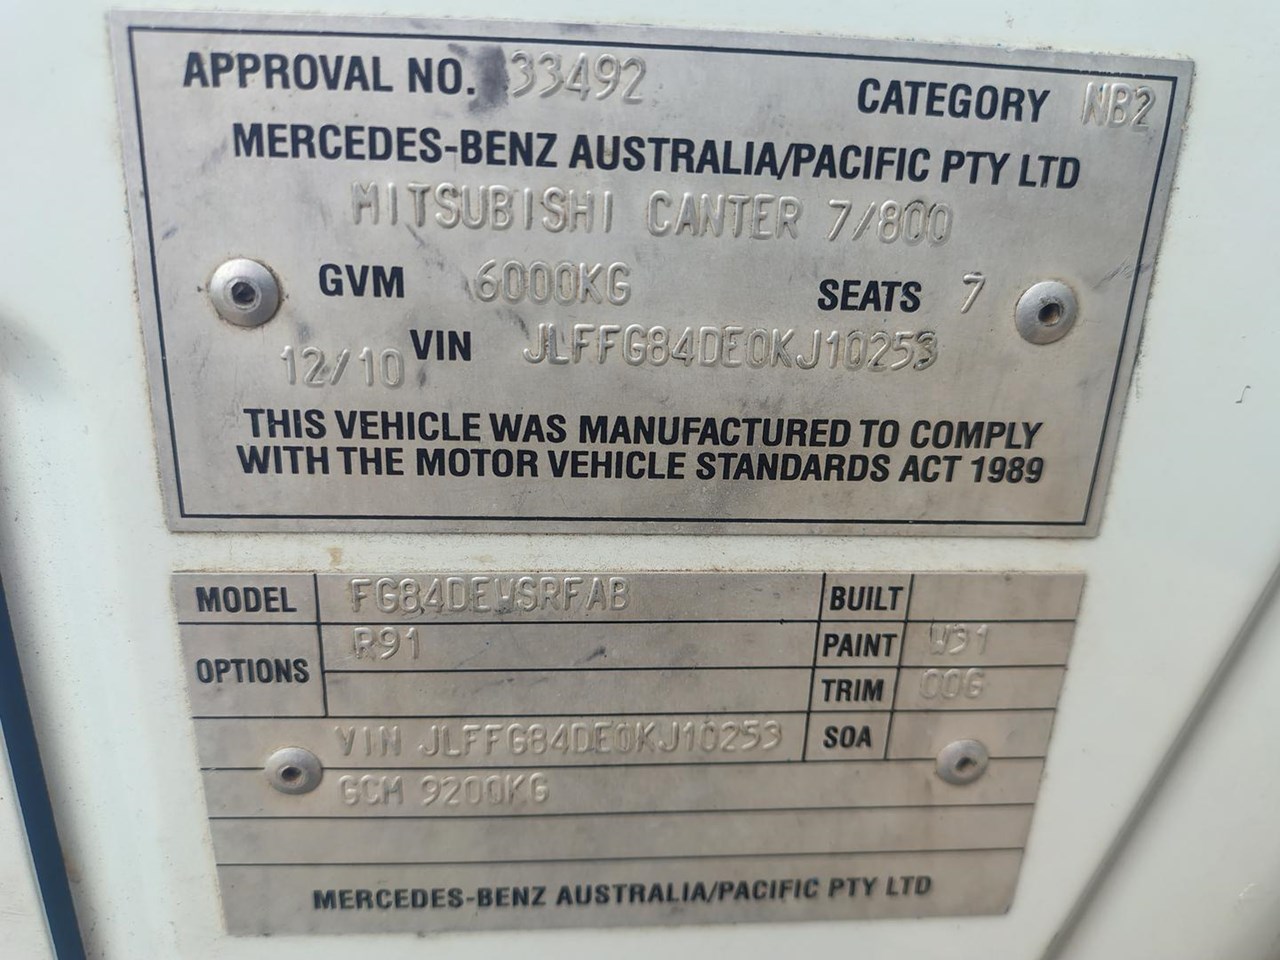 APPROVAL NO. 33492 CATEGORY NB2
MERCEDES-BENZ AUSTRALIA/PACIFIC PTY LTD
MITSUBISHI CANTER 7/800
GVM 6000KG SEATS 7
12/10 VIN JLFFG84DE0KJ10253
THIS VEHICLE WAS MANUFACTURED TO COMPLY
WITH THE MOTOR VEHICLE STANDARDS ACT 1989
MODEL FG84DEWSRFAB BUILT
OPTIONS R91 PAINT W31
TRIM 00G
VIN JLFFG84DE0KJ10253 SOA
GCM 9200KG
MERCEDES-BENZ AUSTRALIA/PACIFIC PTY LTD